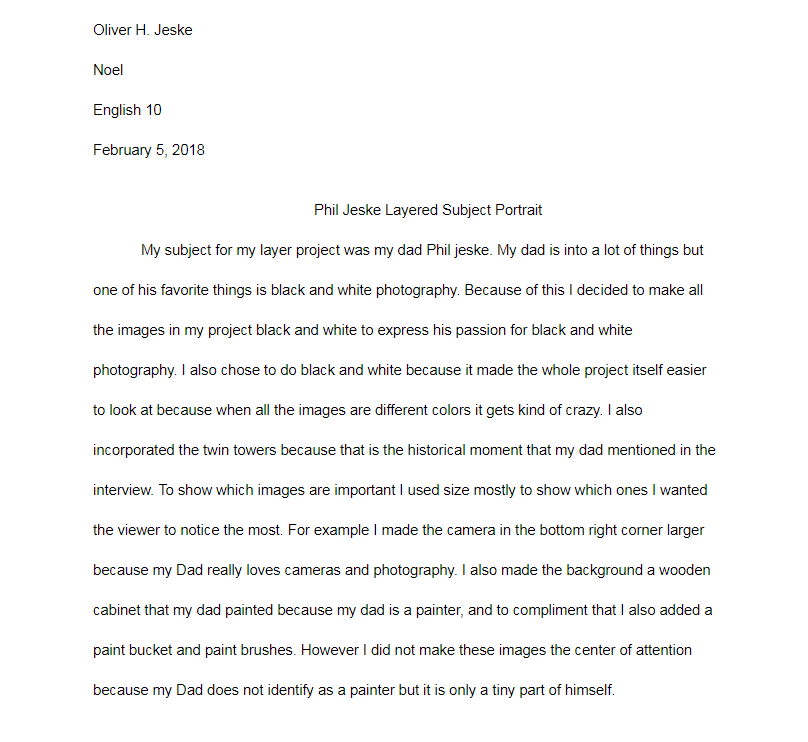 Oliver H. Jeske
Noel
English 10
February 5, 2018
Phil Jeske Layered Subject Portrait
My subject for my layer project was my dad Phil jeske. My dad is into a lot of things but
one of his favorite things is black and white photography. Because of this I decided to make all
the images in my project black and white to express his passion for black and white
photography. I also chose to do black and white because it made the whole project itself easier
to look at because when all the images are different colors it gets kind of crazy. I also
incorporated the twin towers because that is the historical moment that my dad mentioned in the
interview. To show which images are important I used size mostly to show which ones I wanted
the viewer to notice the most. For example I made the camera in the bottom right corner larger
because my Dad really loves cameras and photography. I also made the background a wooden
cabinet that my dad painted because my dad is a painter, and to compliment that I also added a
paint bucket and paint brushes. However I did not make these images the center of attention
because my Dad does not identify as a painter but it is only a tiny part of himself.